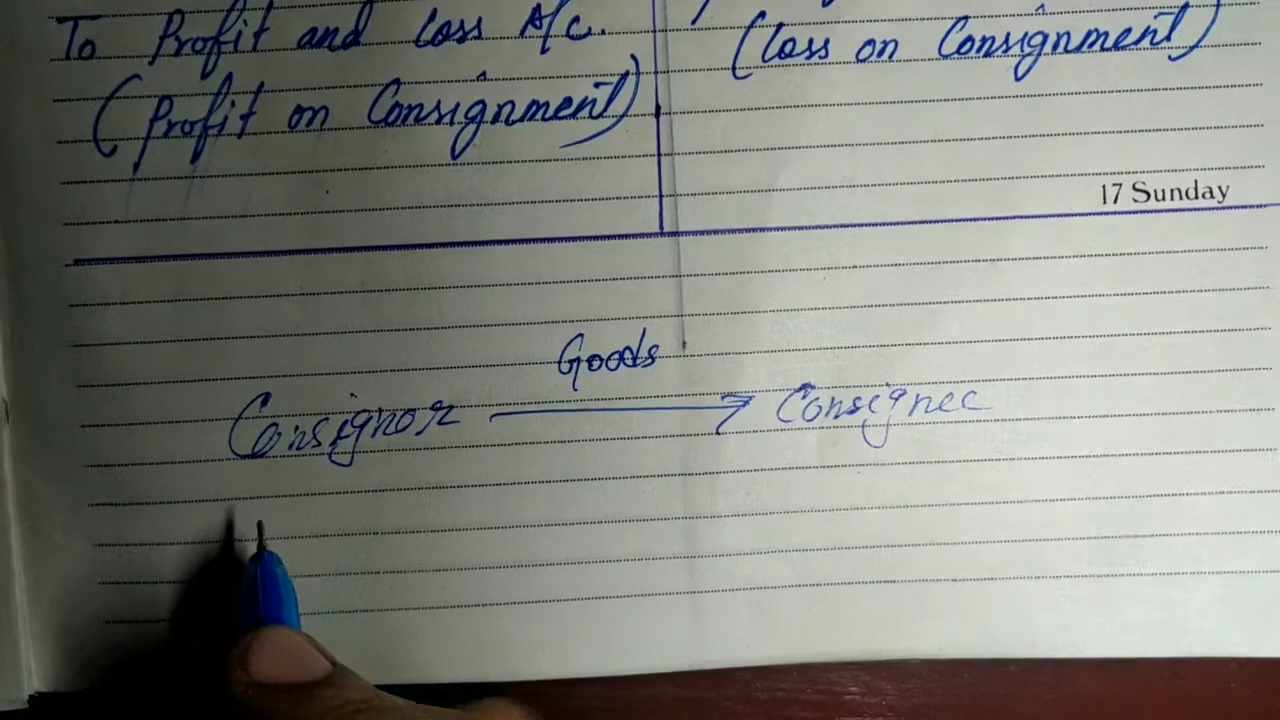 To Profit and Loss A/c.
(Profit on Consignment)
(Loss on Consignment)
17 Sunday
Goods
Consignor → Consignee